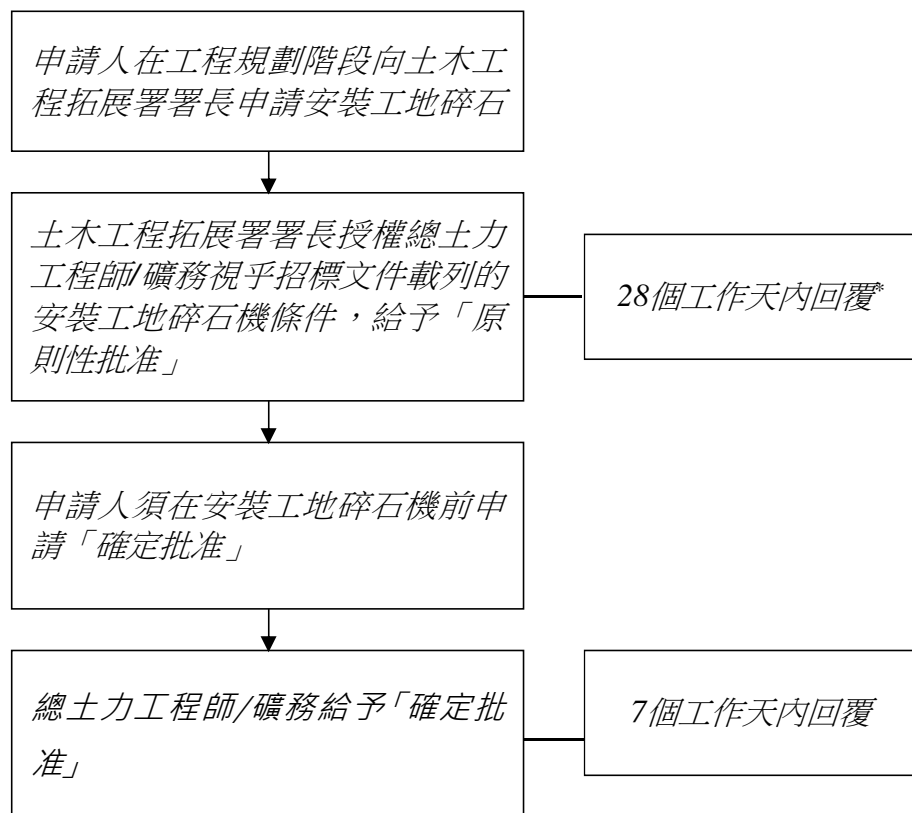 申請人在工程規劃階段向土木工
程拓展署署長申請安裝工地碎石
土木工程拓展署署長授權總土力
工程師/礦務視乎招標文件載列的
安裝工地碎石機條件，給予「原
則性批准」
28個工作天內回覆*
申請人須在安裝工地碎石機前申
請「確定批准」
總土力工程師/礦務給予「確定批
准」
7個工作天內回覆